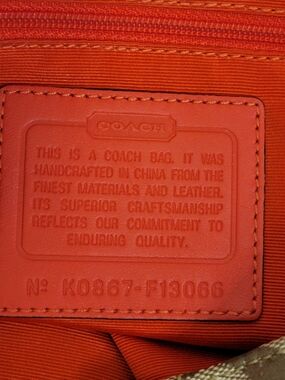 COACH
THIS IS A COACH BAG. IT WAS
HANDCRAFTED IN CHINA FROM THE
FINEST MATERIALS AND LEATHER.
ITS SUPERIOR CRAFTSMANSHIP
REFLECTS OUR COMMITMENT TO
ENDURING QUALITY.
Nº K0867-F13066